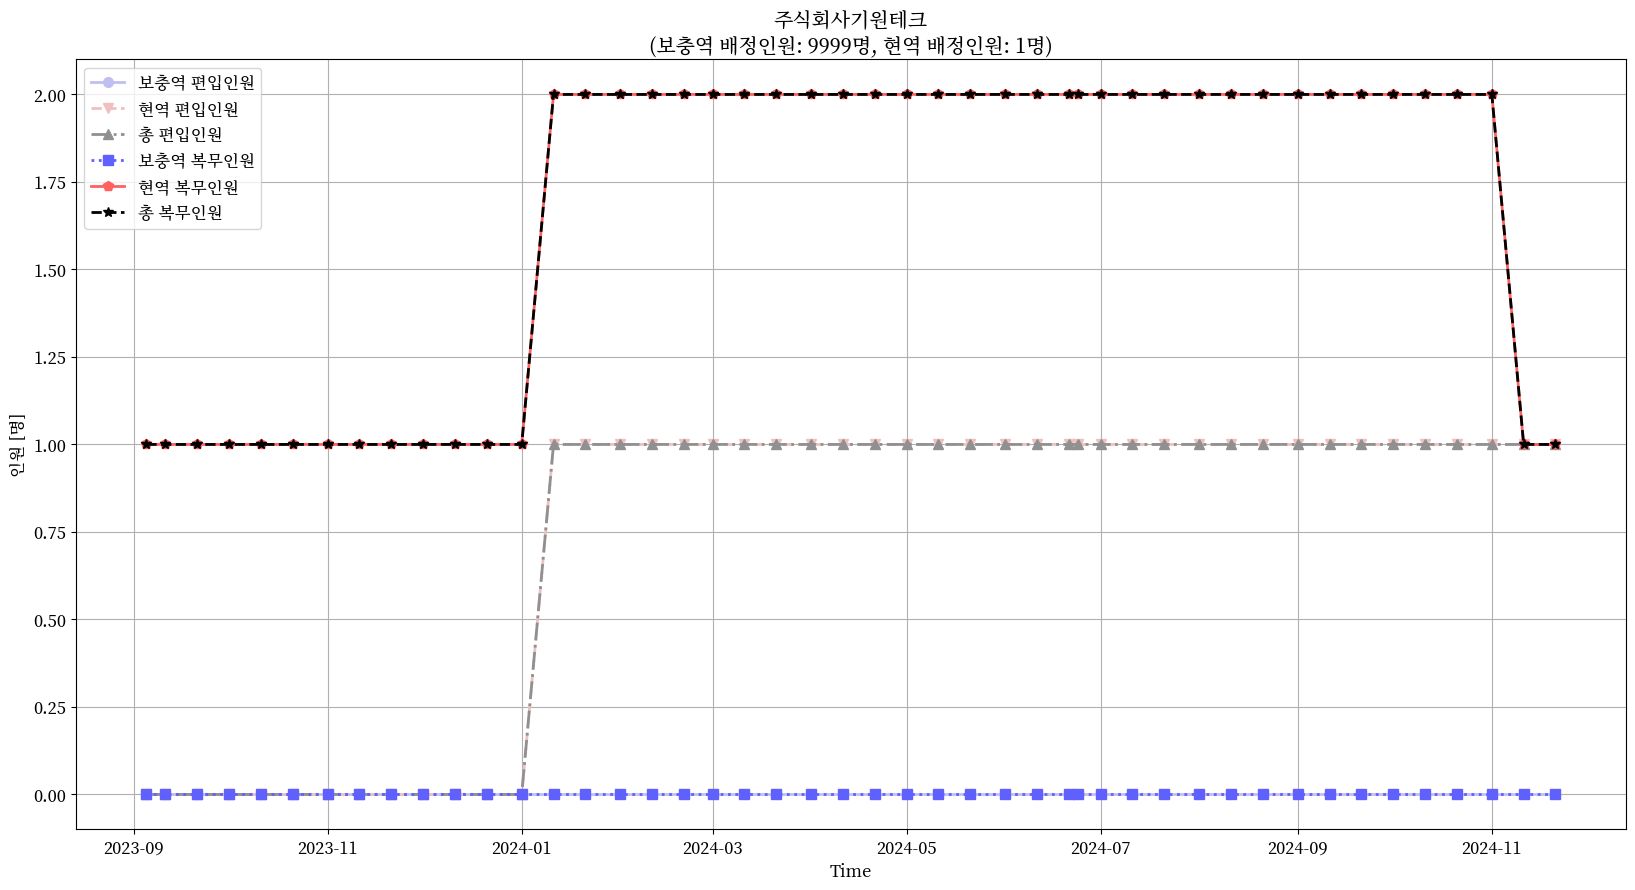 주식회사기원테크
(보충역 배정인원: 9999명, 현역 배정인원: 1명)
보충역 편입인원
현역 편입인원
총 편입인원
보충역 복무인원
현역 복무인원
총 복무인원
인원 [명]
2.00
1.75
1.50
1.25
1.00
0.75
0.50
0.25
0.00
2023-09
2023-11
2024-01
2024-03
2024-05
2024-07
2024-09
2024-11
Time